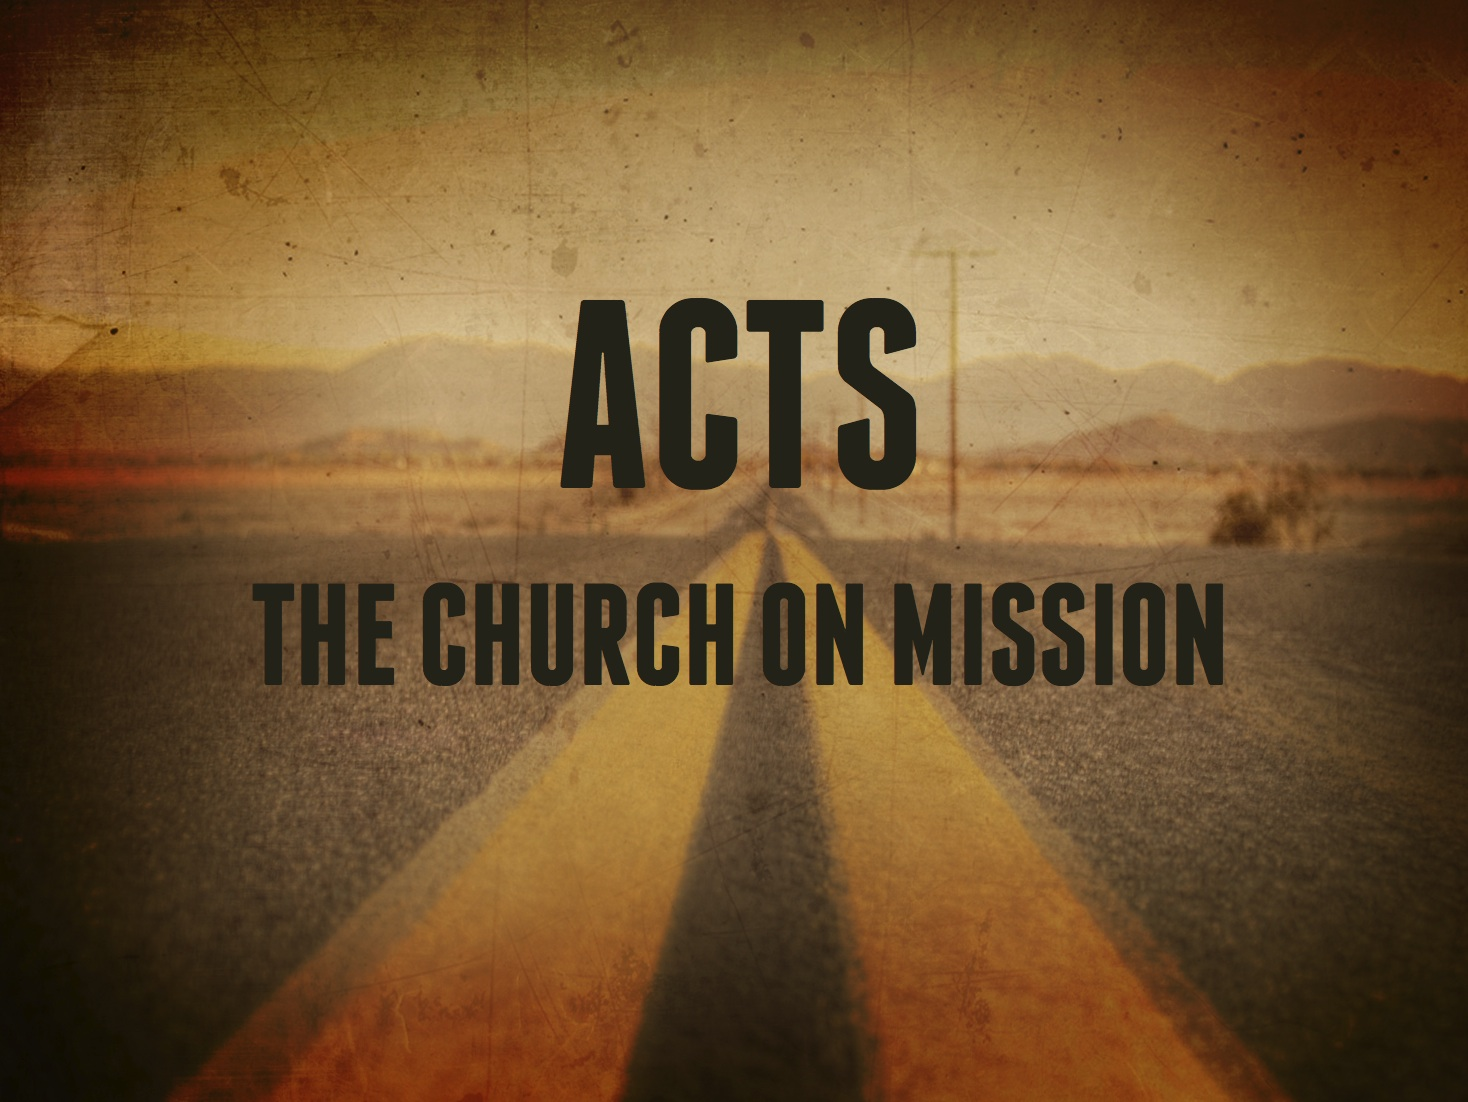 ACTS
THE CHURCH ON MISSION